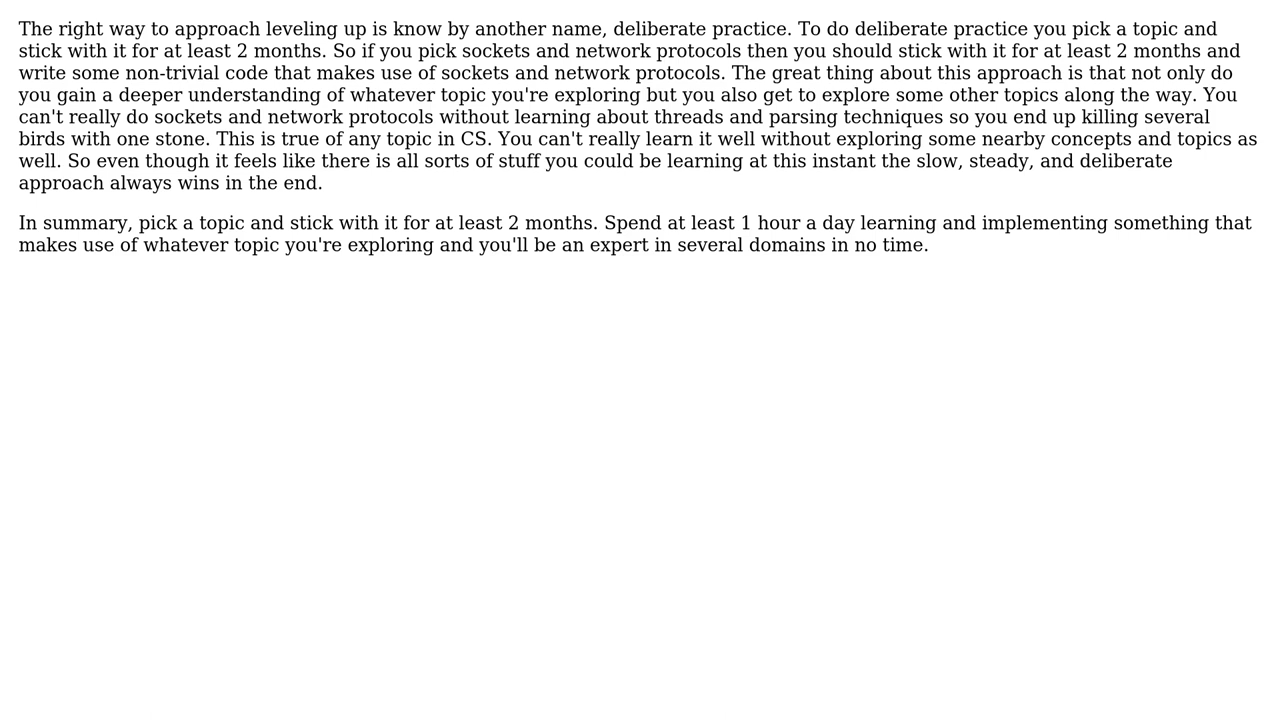 The right way to approach leveling up is know by another name, deliberate practice. To do deliberate practice you pick a topic and
stick with it for at least 2 months. So if you pick sockets and network protocols then you should stick with it for at least 2 months and
write some non-trivial code that makes use of sockets and network protocols. The great thing about this approach is that not only do
you gain a deeper understanding of whatever topic you're exploring but you also get to explore some other topics along the way. You
can't really do sockets and network protocols without learning about threads and parsing techniques so you end up killing several
birds with one stone. This is true of any topic in CS. You can't really learn it well without exploring some nearby concepts and topics as
well. So even though it feels like there is all sorts of stuff you could be learning at this instant the slow, steady, and deliberate
approach always wins in the end.
In summary, pick a topic and stick with it for at least 2 months. Spend at least 1 hour a day learning and implementing something that
makes use of whatever topic you're exploring and you'll be an expert in several domains in no time.